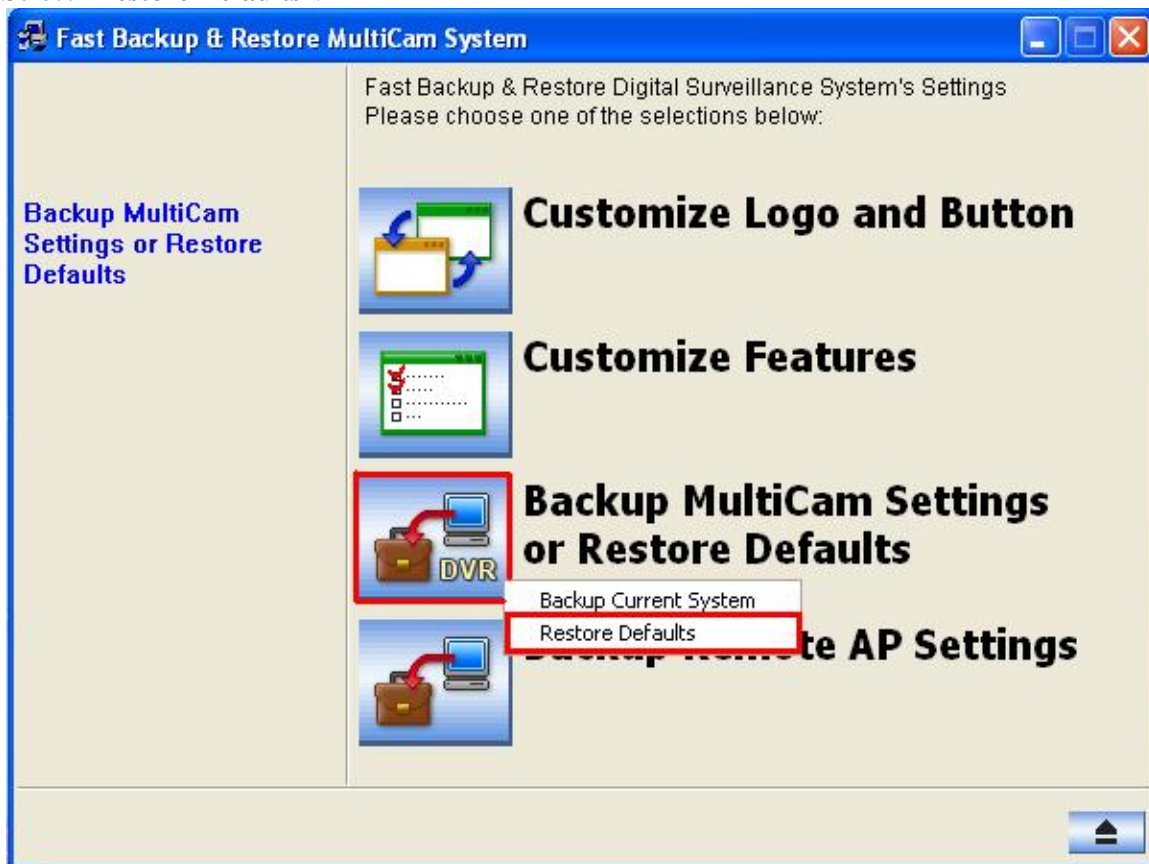 Fast Backup & Restore MultiCam System
Fast Backup & Restore Digital Surveillance System's Settings
Please choose one of the selections below:
Backup MultiCam
Settings or Restore
Defaults
Customize Logo and Button
Customize Features
Backup MultiCam Settings
or Restore Defaults
DVR
Backup Current System
Restore Defaults
Backup Remote AP Settings